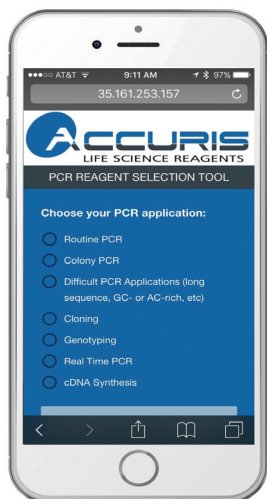 AT&T 9:11 AM 97%
35.161.253.157
ACCURIS
LIFE SCIENCE REAGENTS
PCR REAGENT SELECTION TOOL
Choose your PCR application:
Routine PCR
Colony PCR
Difficult PCR Applications (long
sequence, GC- or AC-rich, etc)
Cloning
Genotyping
Real Time PCR
cDNA Synthesis